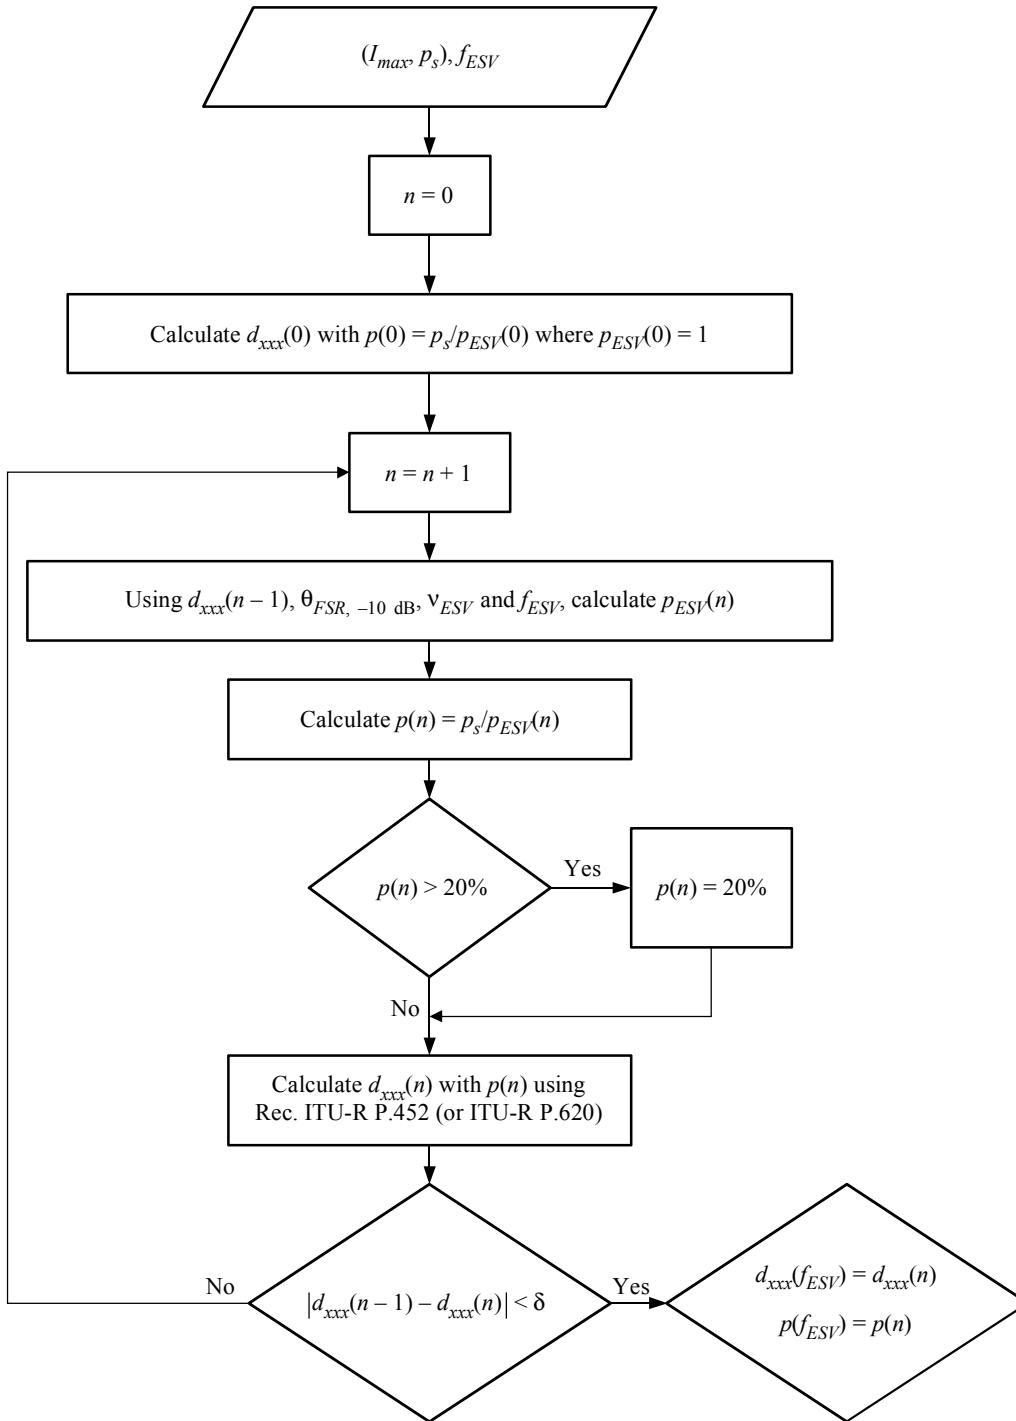 (I_max, p_s), f_ESV
n = 0
Calculate d_xxx(0) with p(0) = p_s/p_ESV(0) where p_ESV(0) = 1
n = n + 1
Using d_xxx(n – 1), θ_FSR, –10 dB, ν_ESV and f_ESV, calculate p_ESV(n)
Calculate p(n) = p_s/p_ESV(n)
p(n) > 20%
Yes
p(n) = 20%
No
Calculate d_xxx(n) with p(n) using
Rec. ITU-R P.452 (or ITU-R P.620)
No
|d_xxx(n – 1) – d_xxx(n)| < δ
Yes
d_xxx(f_ESV) = d_xxx(n)
p(f_ESV) = p(n)